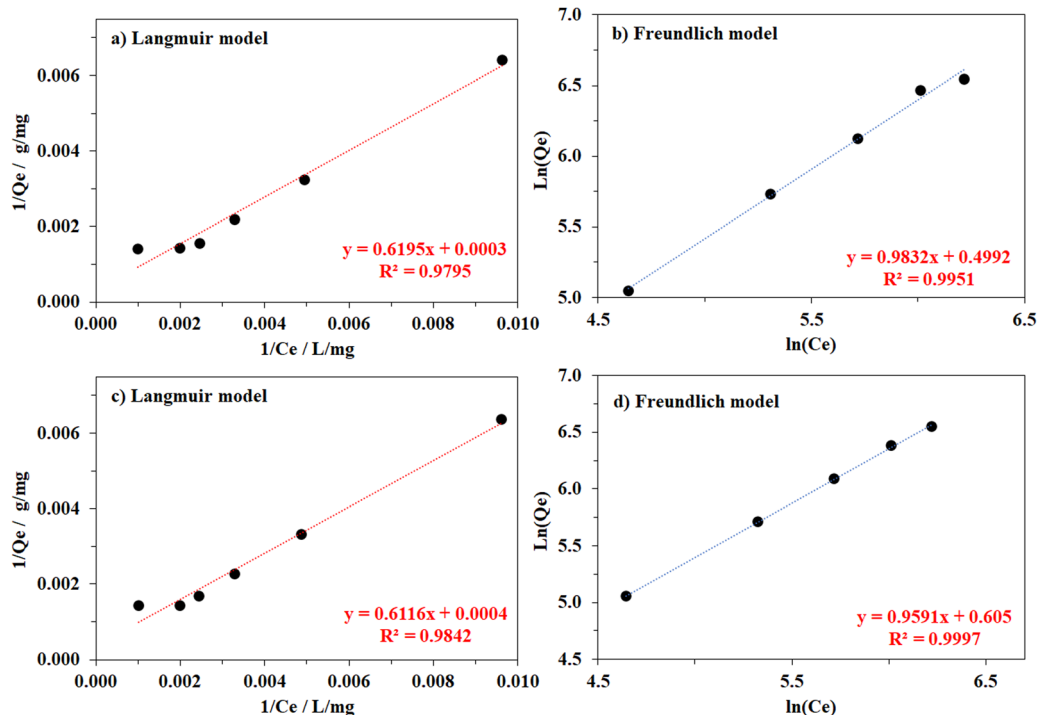 a) Langmuir model
1/Qe / g/mg
0.006
0.004
0.002
0.000
y = 0.6195x + 0.0003
R² = 0.9795
0.000 0.002 0.004 0.006 0.008 0.010
1/Ce / L/mg
b) Freundlich model
Ln(Qe)
7.0
6.5
6.0
5.5
5.0
y = 0.9832x + 0.4992
R² = 0.9951
4.5 5.5 6.5
ln(Ce)
c) Langmuir model
1/Qe / g/mg
0.006
0.004
0.002
0.000
y = 0.6116x + 0.0004
R² = 0.9842
0.000 0.002 0.004 0.006 0.008 0.010
1/Ce / L/mg
d) Freundlich model
Ln(Qe)
7.0
6.5
6.0
5.5
5.0
4.5
y = 0.9591x + 0.605
R² = 0.9997
4.5 5.5 6.5
ln(Ce)